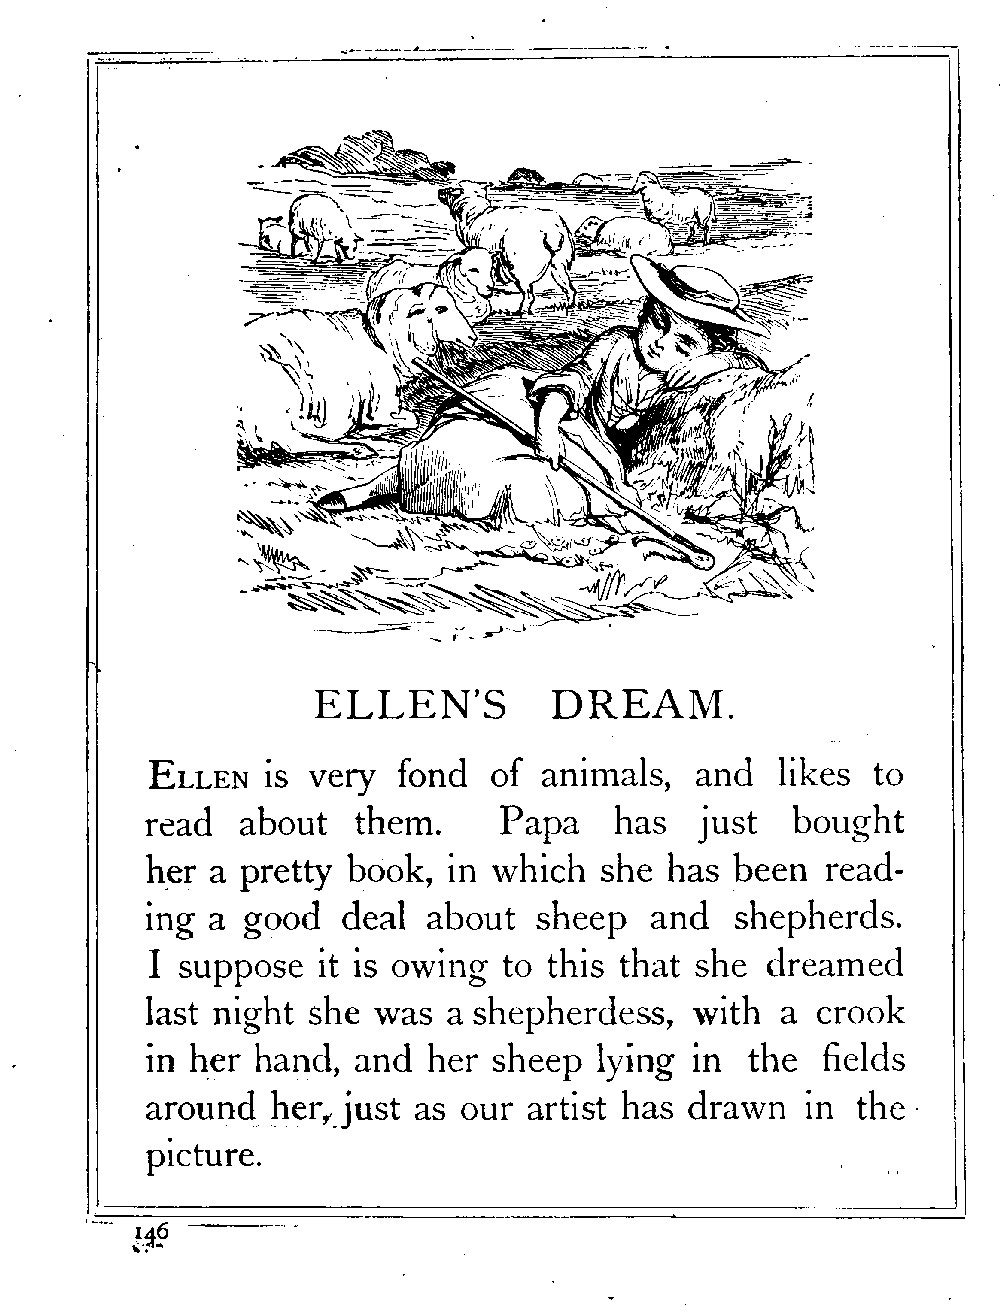 ELLEN'S DREAM.
ELLEN is very fond of animals, and likes to
read about them. Papa has just bought
her a pretty book, in which she has been read-
ing a good deal about sheep and shepherds.
I suppose it is owing to this that she dreamed
last night she was a shepherdess, with a crook
in her hand, and her sheep lying in the fields
around her, just as our artist has drawn in the
picture.
146